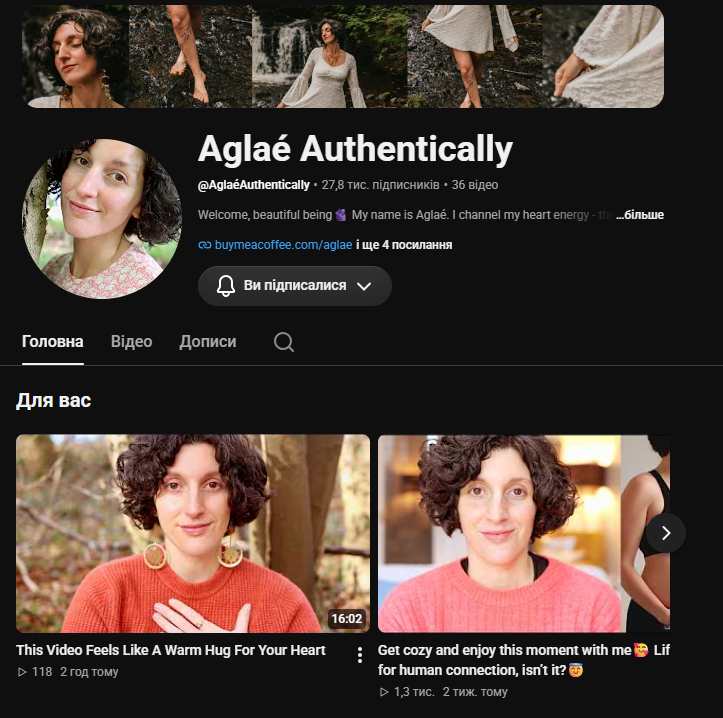 Aglaé Authentically
@AglaéAuthentically • 27,8 тис. підписників • 36 відео
Welcome, beautiful being My name is Aglaé. I channel my heart energy - the ...більше
buymeacoffee.com/aglae і ще 4 посилання
Ви підписалися
Головна Відео Дописи
Для вас
16:02
This Video Feels Like A Warm Hug For Your Heart
118 2 год тому
Get cozy and enjoy this moment with me🥰 Lif
for human connection, isn't it?😇
1,3 тис. 2 тиж. тому